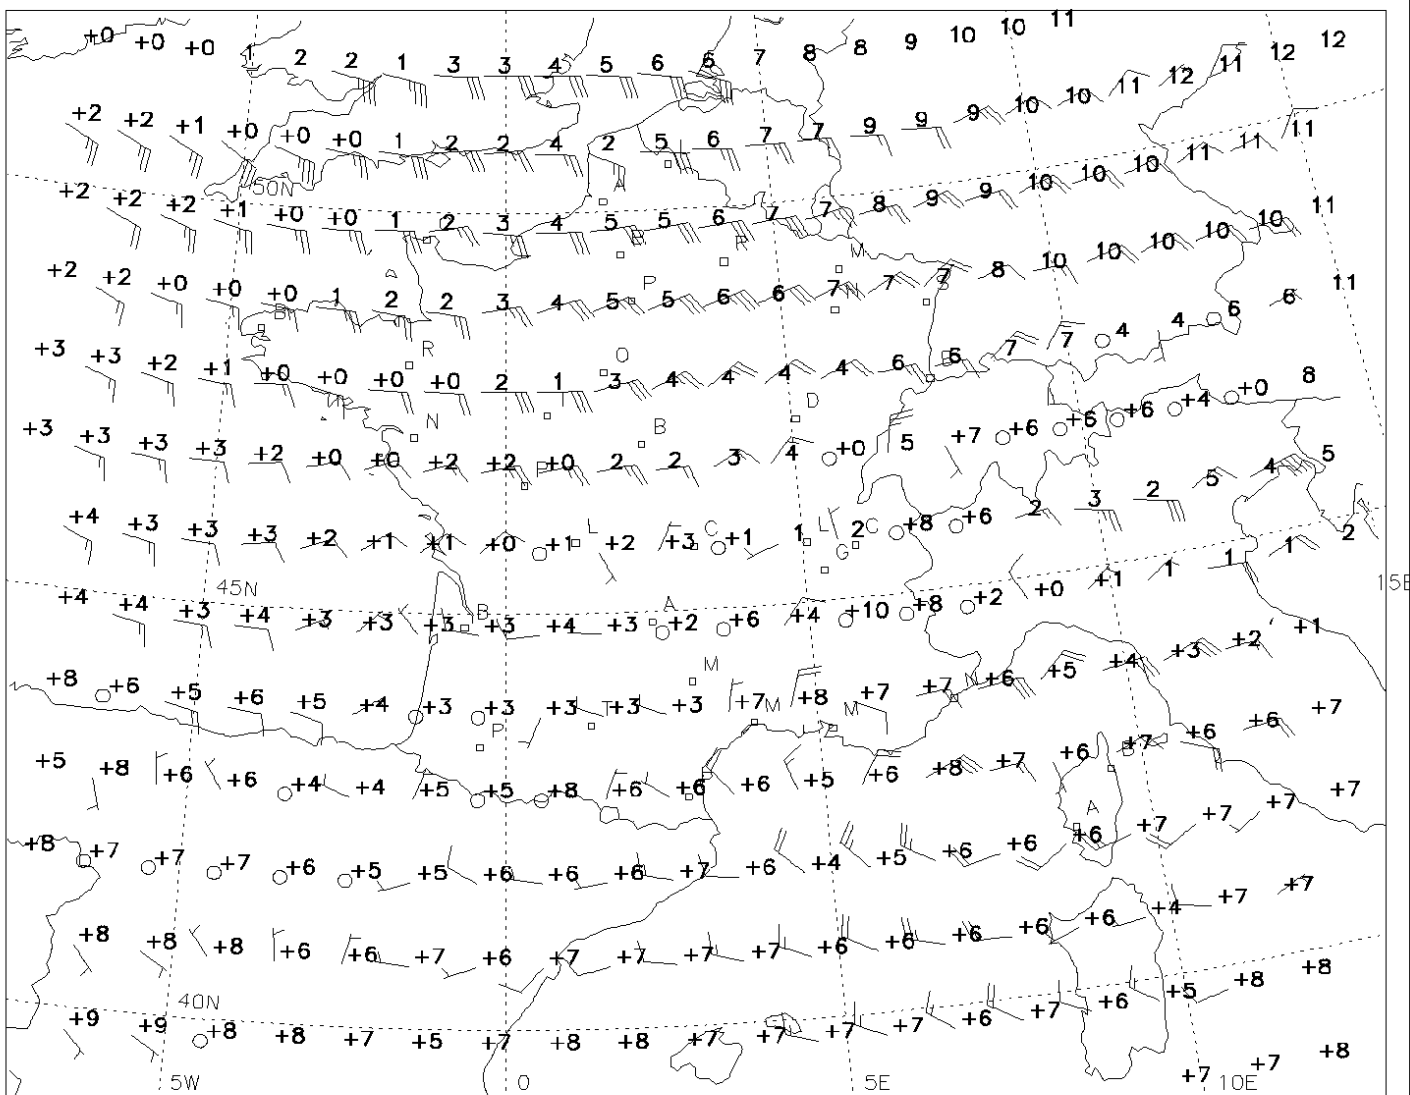 +0 +0 +0 1 2 2 1 3 3 4 5 6 6 7 8 8 9 10 10 11
11 12 11 12 12
+2 +2 +1 +0 +0 +0 1 2 2 4 2 5 6 7 7 9 9 9 10 10 11
50N
A
+2 +2 +2 +1 +0 +0 1 2 3 4 5 5 6 7 7 8 9 9 10 10 10 11 11 11
R R M
+2 +2 +0 +0 +0 1 2 2 3 4 5 5 6 6 7 7 7 8 10 10 10 10 10 11
B P N S
+3 +3 +2 +1 +0 +0 +0 +0 2 1 3 4 4 4 4 6 6 7 7 4 4 6 6 11
R O
N B D
+3 +3 +3 +3 +2 +0 +0 +2 +2 +0 2 2 3 4 +0 5 +7 +6 +6 +6 +4 +0 8
P
+4 +3 +3 +3 +2 +1 +1 +0 +1 +2 +3 +1 1 2 +8 +6 2 3 2 5 4 5
L C L C G
45N 15E
+4 +4 +3 +4 +3 +3 +3 +3 +4 +3 +2 +6 +4 +10 +8 +2 +0 +1 1 1 1 2
B A
M
+8 +6 +5 +6 +5 +4 +3 +3 +3 +3 +3 +7 +8 +7 +7 +6 +5 +4 +3 +2 +1
P T M M N
+5 +8 +6 +6 +4 +4 +5 +5 +8 +6 +6 +6 +5 +6 +8 +7 +6 +7 +6 +6 +7
B
A
+8 +7 +7 +7 +6 +5 +5 +6 +6 +6 +7 +6 +4 +5 +6 +6 +6 +7 +7 +7 +7
+8 +8 +8 +6 +6 +7 +6 +7 +7 +7 +7 +6 +6 +6 +6 +6 +4 +7 +7
40N
+9 +9 +8 +8 +7 +5 +7 +8 +8 +7 +7 +7 +7 +6 +7 +6 +5 +8 +8
5W 0 5E 10E
+7 +7 +8